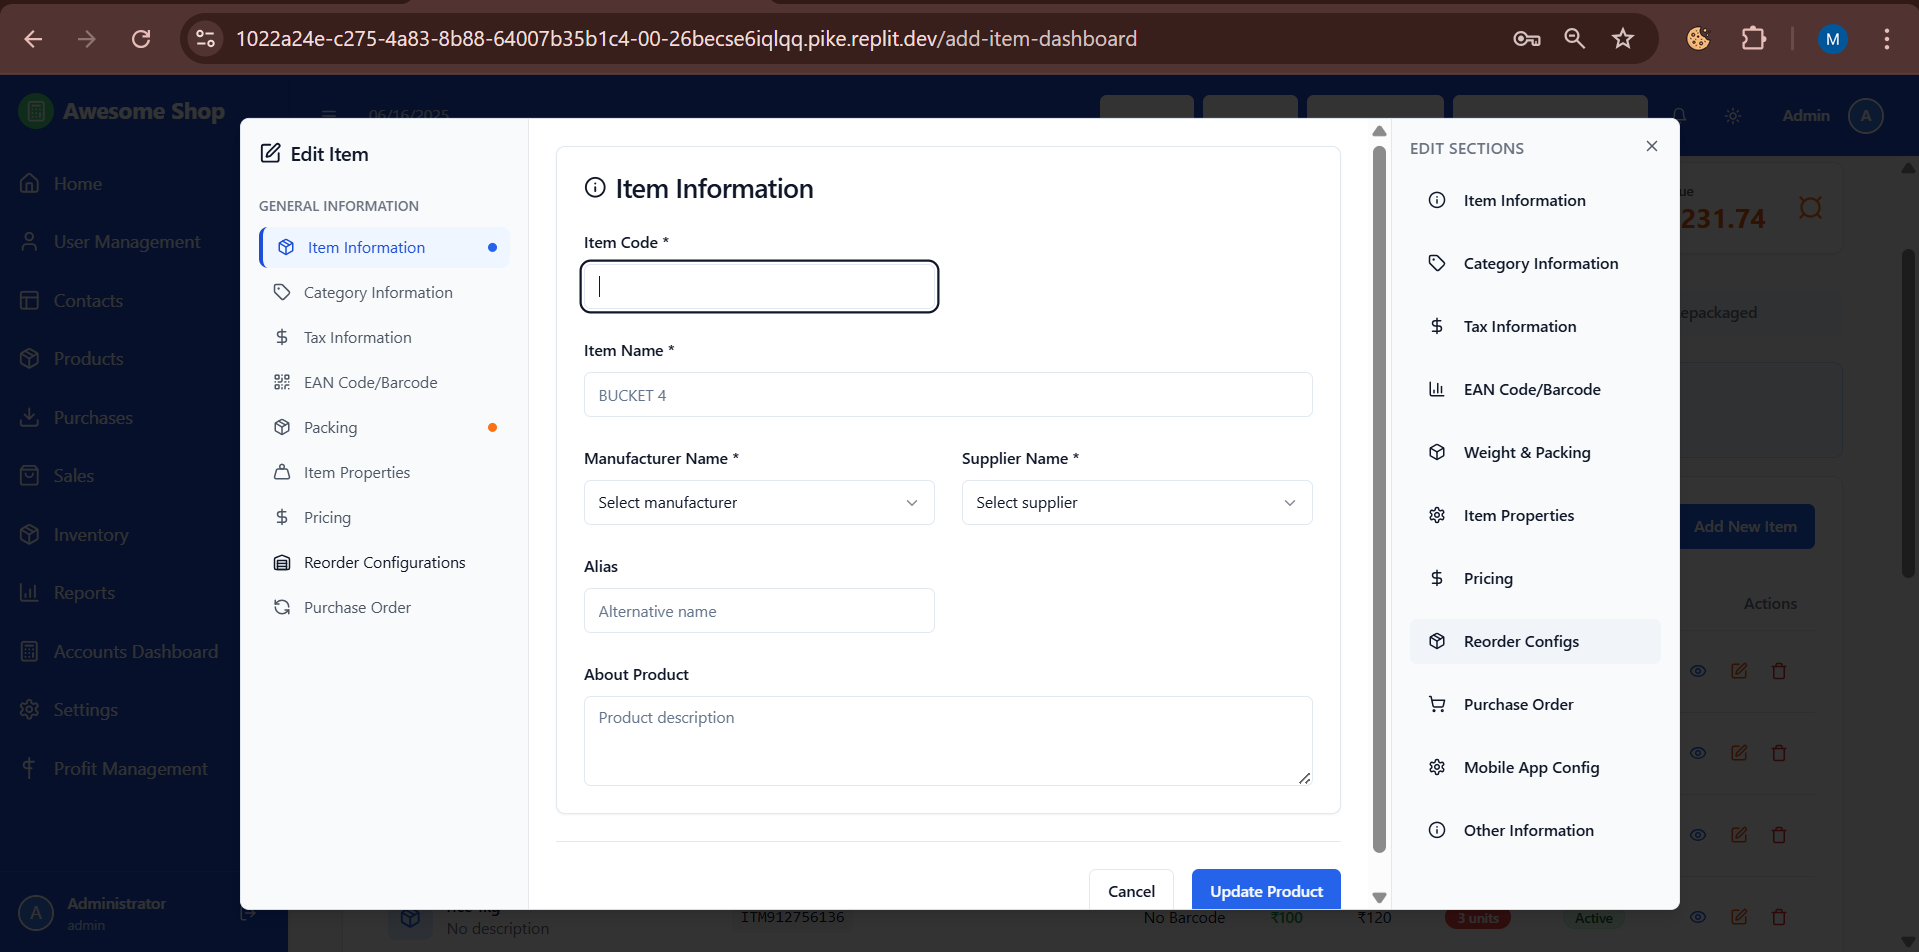 1022a24e-c275-4a83-8b88-64007b35b1c4-00-26becse6iqlqq.pike.replit.dev/add-item-dashboard
M
Awesome Shop
06/16/2025
Admin
A
Home
User Management
Contacts
Products
Purchases
Sales
Inventory
Reports
Accounts Dashboard
Settings
Profit Management
A
Administrator
admin
Edit Item
GENERAL INFORMATION
Item Information
Category Information
Tax Information
EAN Code/Barcode
Packing
Item Properties
Pricing
Reorder Configurations
Purchase Order
Item Information
Item Code *
Item Name *
BUCKET 4
Manufacturer Name *
Supplier Name *
Select manufacturer
Select supplier
Alias
Alternative name
About Product
Product description
Cancel
Update Product
EDIT SECTIONS
Item Information
Category Information
Tax Information
EAN Code/Barcode
Weight & Packing
Item Properties
Pricing
Reorder Configs
Purchase Order
Mobile App Config
Other Information
231.74
epackaged
Add New Item
Actions
No description
ITM912756136
No Barcode
₹100
₹120
3 units
Active